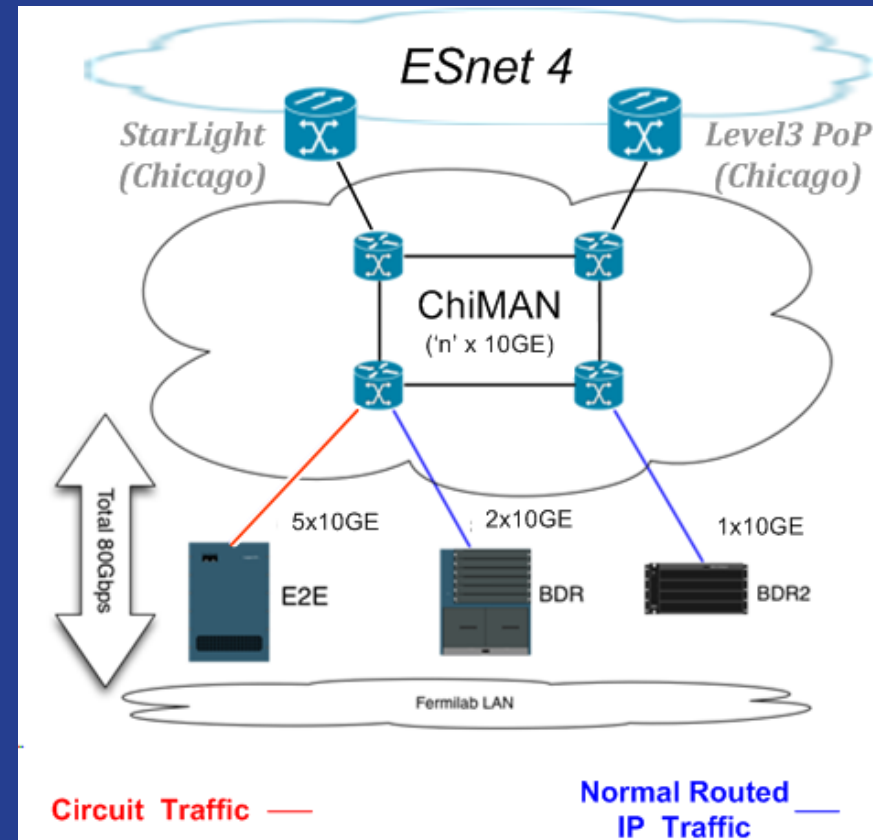 ESnet 4
StarLight
(Chicago)
Level3 PoP
(Chicago)
ChiMAN
('n' x 10GE)
Total 80Gbps
5x10GE
2x10GE
1x10GE
E2E
BDR
BDR2
Fermilab LAN
Circuit Traffic
Normal Routed
IP Traffic